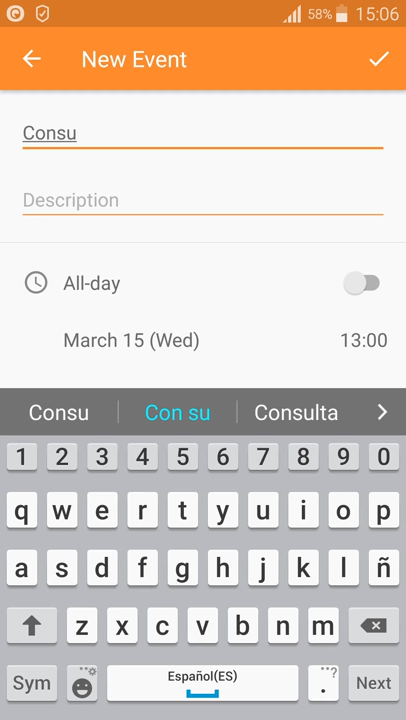 58% 15:06
New Event
Consu
Description
All-day
March 15 (Wed) 13:00
Consu Con su Consulta
1 2 3 4 5 6 7 8 9 0
q w e r t y u i o p
a s d f g h j k l ñ
z x c v b n m
Sym Español(ES) . ? Next